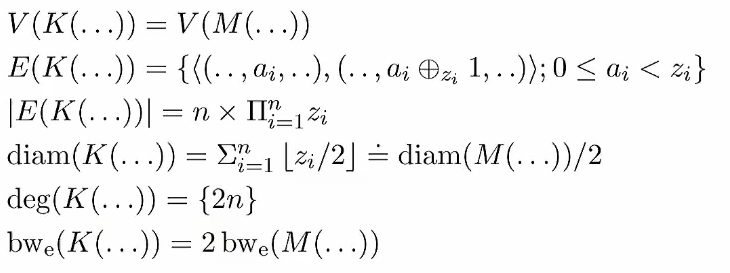 V(K(...)) = V(M(...))
E(K(...)) = {⟨(.., a_i, ..), (.., a_i ⊕_{z_i} 1, ..)⟩; 0 ≤ a_i < z_i}
|E(K(...))| = n × Π_{i=1}^n z_i
diam(K(...)) = Σ_{i=1}^n ⌊z_i/2⌋ ≐ diam(M(...))/2
deg(K(...)) = {2n}
bw_e(K(...)) = 2 bw_e(M(...))